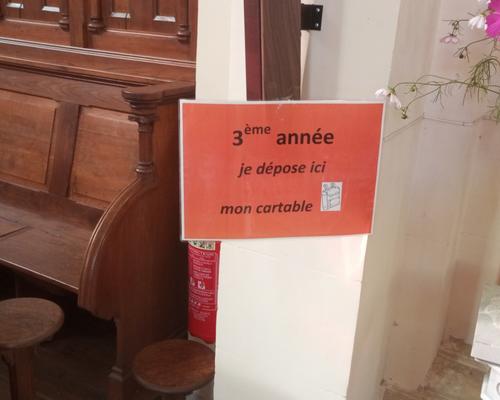 3ème année
je dépose ici
mon cartable